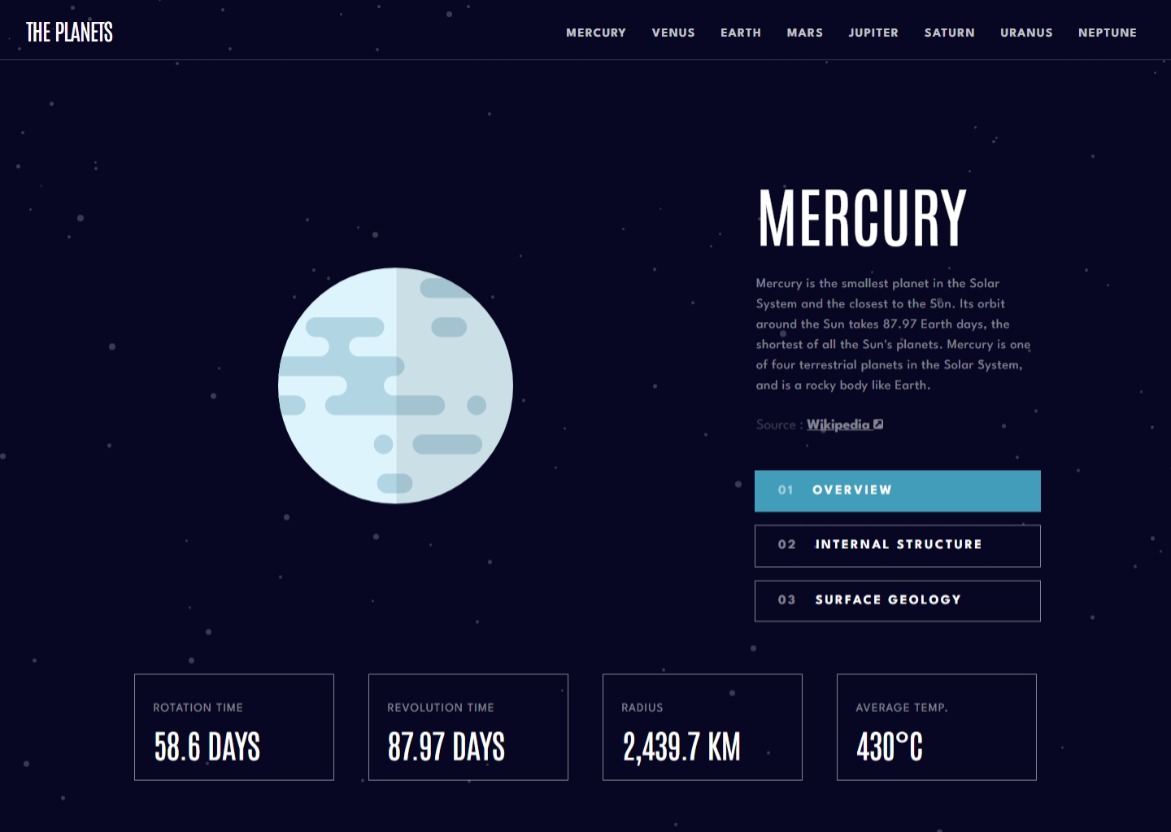 THE PLANETS
MERCURY VENUS EARTH MARS JUPITER SATURN URANUS NEPTUNE
MERCURY
Mercury is the smallest planet in the Solar
System and the closest to the Sun. Its orbit
around the Sun takes 87.97 Earth days, the
shortest of all the Sun's planets. Mercury is one
of four terrestrial planets in the Solar System,
and is a rocky body like Earth.
Source : Wikipedia
01 OVERVIEW
02 INTERNAL STRUCTURE
03 SURFACE GEOLOGY
ROTATION TIME
58.6 DAYS
REVOLUTION TIME
87.97 DAYS
RADIUS
2,439.7 KM
AVERAGE TEMP.
430°C